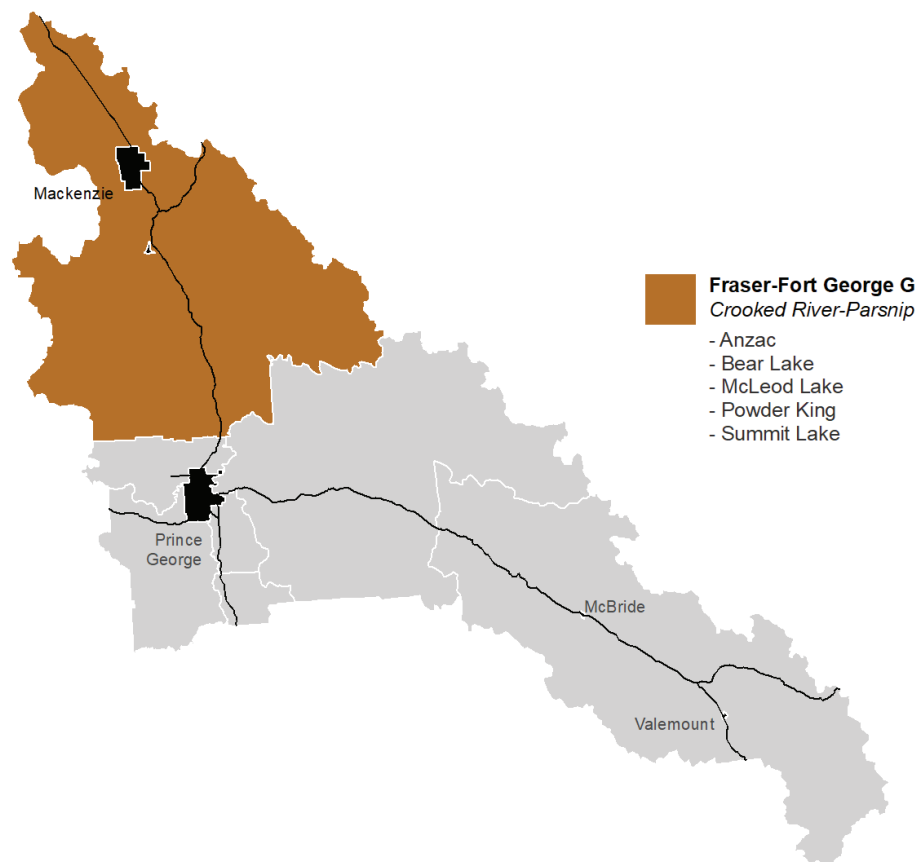 Mackenzie
Fraser-Fort George G
Crooked River-Parsnip
- Anzac
- Bear Lake
- McLeod Lake
- Powder King
- Summit Lake
Prince
George
McBride
Valemount